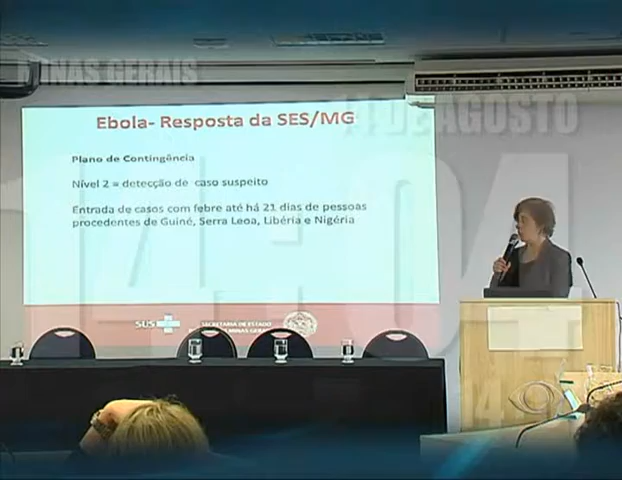 MINAS GERAIS
14 DE AGOSTO
14:04
Ebola- Resposta da SES/MG
Plano de Contingência
Nível 2 = detecção de caso suspeito
Entrada de casos com febre até há 21 dias de pessoas
procedentes de Guiné, Serra Leoa, Libéria e Nigéria
SUS
SECRETARIA DE ESTADO